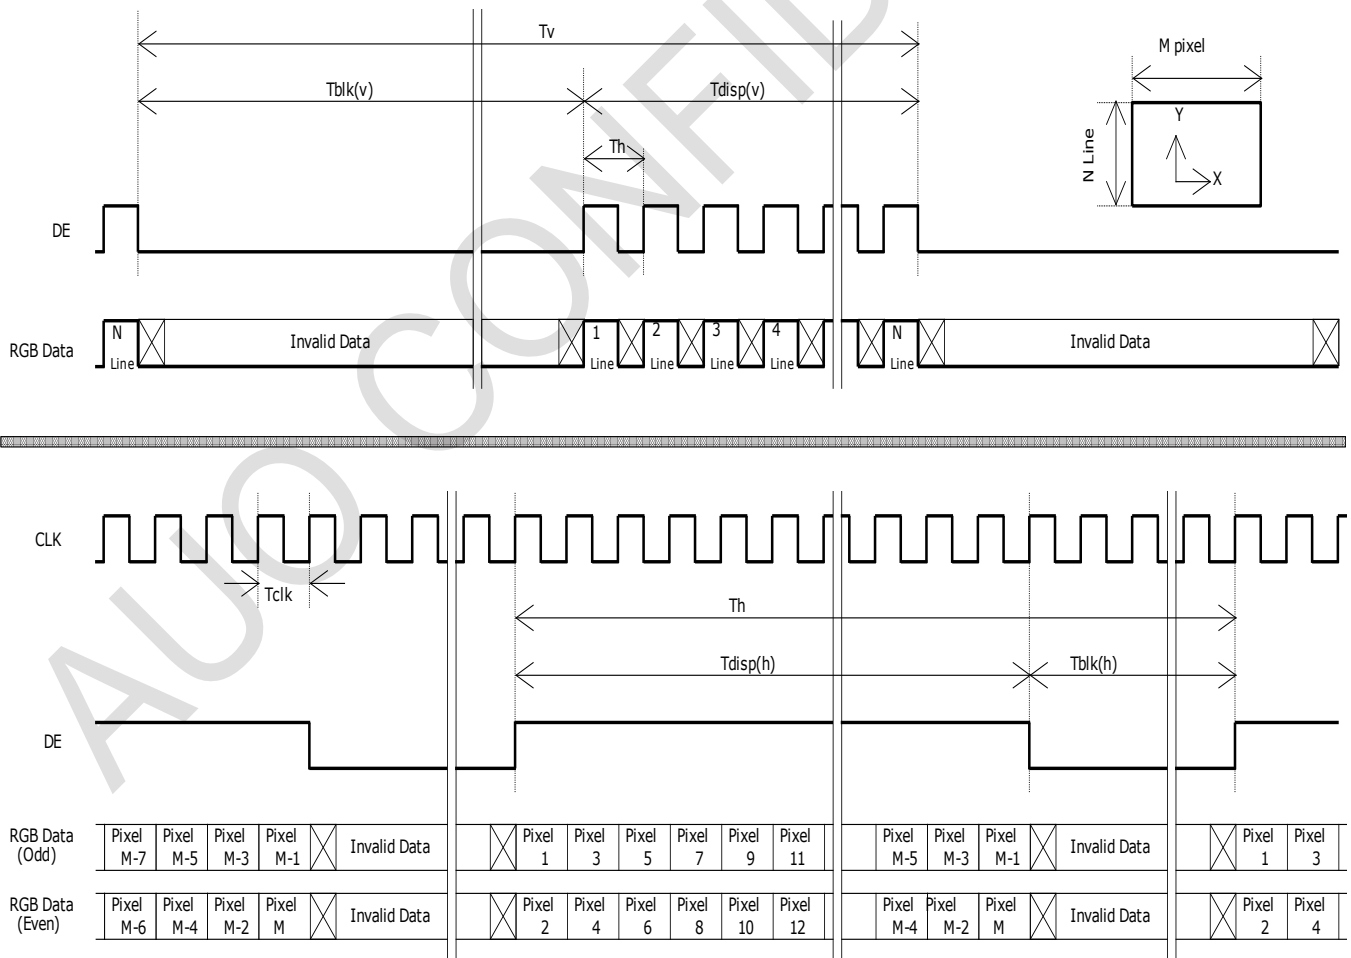 Tv
M pixel
Tblk(v)
Tdisp(v)
Y
N Line
Th
X
DE
N
Invalid Data
1
2
3
4
N
Invalid Data
RGB Data
Line
Line
Line
Line
Line
Line
CLK
Tclk
Th
Tdisp(h)
Tblk(h)
DE
RGB Data
(Odd)
Pixel Pixel Pixel Pixel Invalid Data Pixel Pixel Pixel Pixel Pixel Pixel Pixel Pixel Pixel Invalid Data Pixel Pixel
M-7 M-5 M-3 M-1 1 3 5 7 9 11 M-5 M-3 M-1 1 3
RGB Data
(Even)
Pixel Pixel Pixel Pixel Invalid Data Pixel Pixel Pixel Pixel Pixel Pixel Pixel Pixel Pixel Invalid Data Pixel Pixel
M-6 M-4 M-2 M 2 4 6 8 10 12 M-4 M-2 M 2 4
AUO CONFID